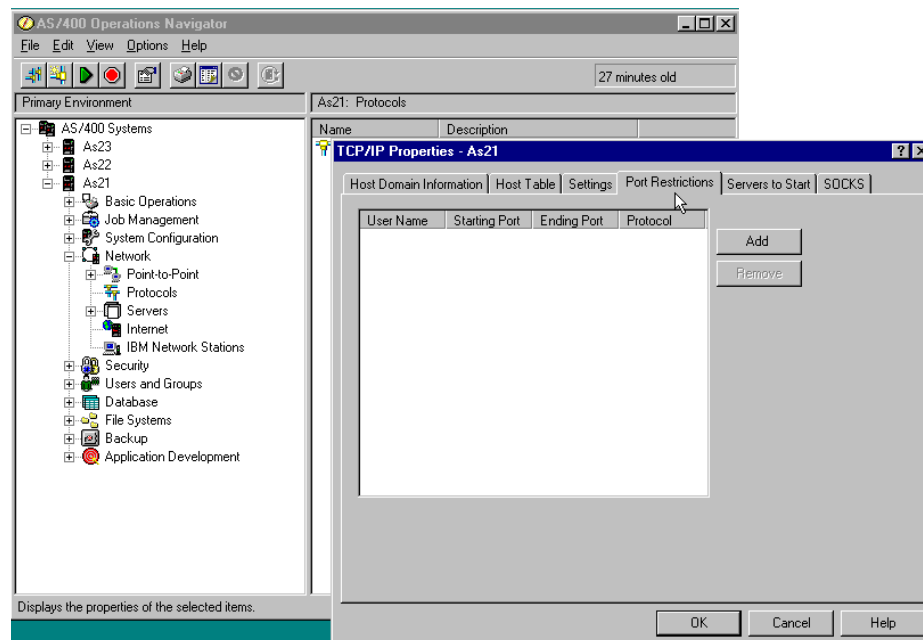 AS/400 Operations Navigator
File Edit View Options Help
27 minutes old
Primary Environment
As21: Protocols
AS/400 Systems
As23
As22
As21
Basic Operations
Job Management
System Configuration
Network
Point-to-Point
Protocols
Servers
Internet
IBM Network Stations
Security
Users and Groups
Database
File Systems
Backup
Application Development
Name Description
TCP/IP Properties - As21
Host Domain Information Host Table Settings Port Restrictions Servers to Start SOCKS
User Name Starting Port Ending Port Protocol
Add
Remove
OK Cancel Help
Displays the properties of the selected items.